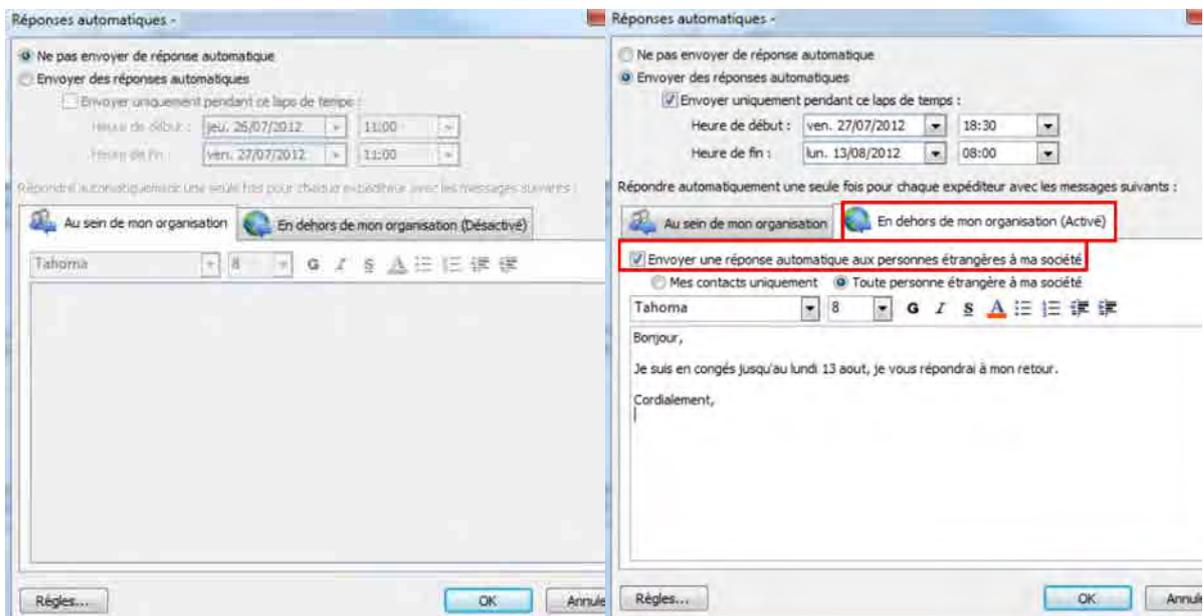 Réponses automatiques -
Ne pas envoyer de réponse automatique
Envoyer des réponses automatiques
Envoyer uniquement pendant ce laps de temps :
Heure de début : jeu. 26/07/2012 11:00
Heure de fin : ven. 27/07/2012 11:00
Répondre automatiquement une seule fois pour chaque expéditeur avec les messages suivants :
Au sein de mon organisation En dehors de mon organisation (Désactivé)
Tahoma 8 G I S A
Règles... OK Annule
Réponses automatiques -
Ne pas envoyer de réponse automatique
Envoyer des réponses automatiques
Envoyer uniquement pendant ce laps de temps :
Heure de début : ven. 27/07/2012 18:30
Heure de fin : lun. 13/08/2012 08:00
Répondre automatiquement une seule fois pour chaque expéditeur avec les messages suivants :
Au sein de mon organisation En dehors de mon organisation (Activé)
Envoyer une réponse automatique aux personnes étrangères à ma société
Mes contacts uniquement Toute personne étrangère à ma société
Tahoma 8 G I S A
Bonjour,
Je suis en congés jusqu'au lundi 13 aout, je vous répondrai à mon retour.
Cordialement,
Règles... OK Annul